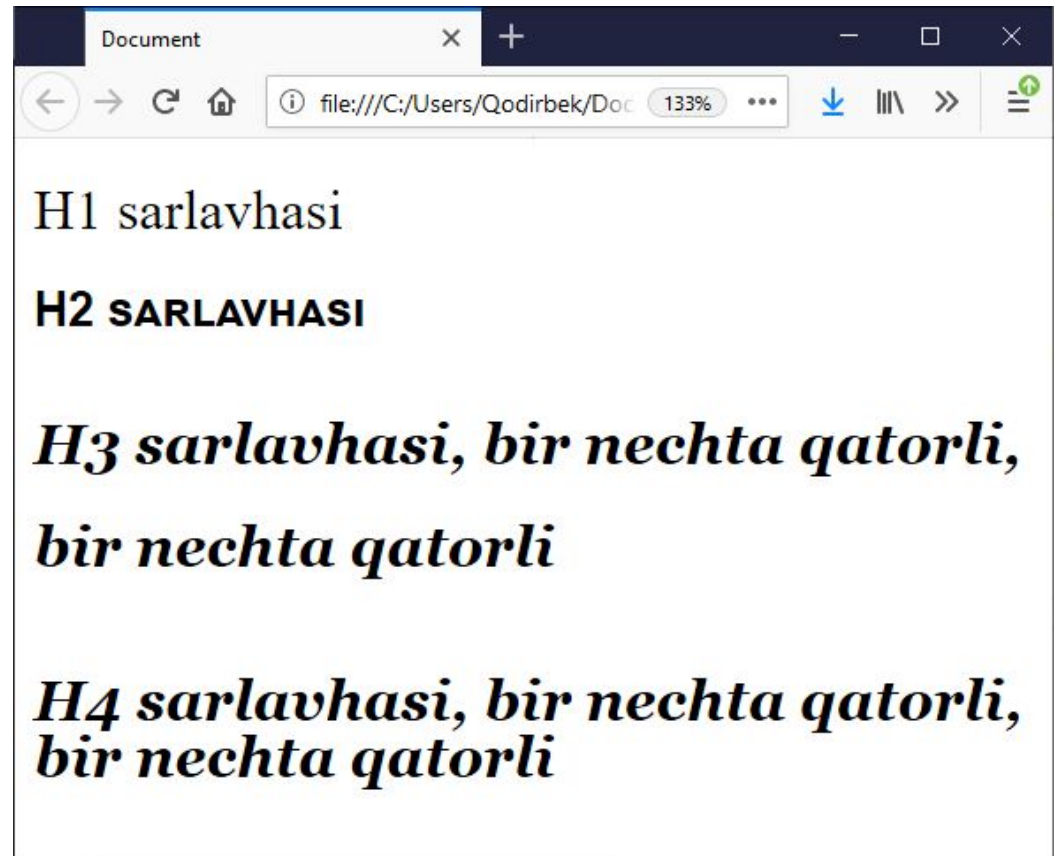 Document
file:///C:/Users/Qodirbek/Doc 133%
H1 sarlavhasi
H2 SARLAVHASI
H3 sarlavhasi, bir nechta qatorli,
bir nechta qatorli
H4 sarlavhasi, bir nechta qatorli,
bir nechta qatorli